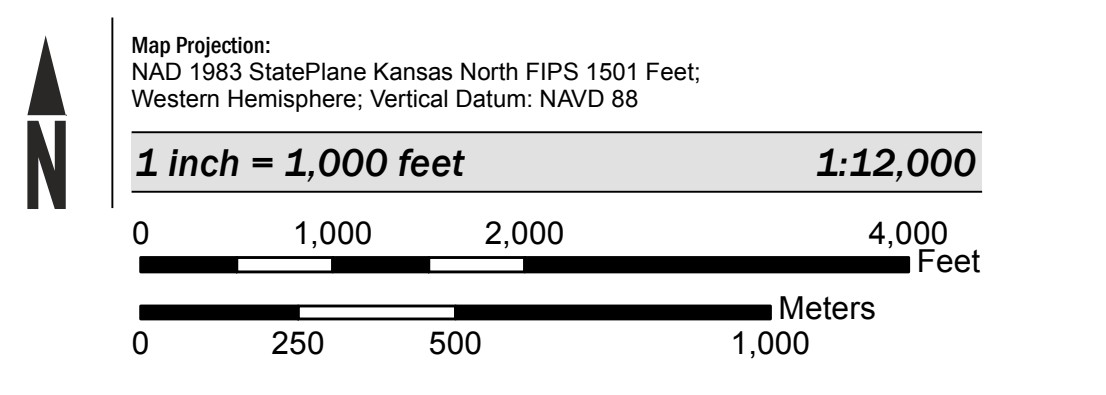 N
Map Projection:
NAD 1983 StatePlane Kansas North FIPS 1501 Feet;
Western Hemisphere; Vertical Datum: NAVD 88
1 inch = 1,000 feet 1:12,000
0 1,000 2,000 4,000
Feet
Meters
0 250 500 1,000